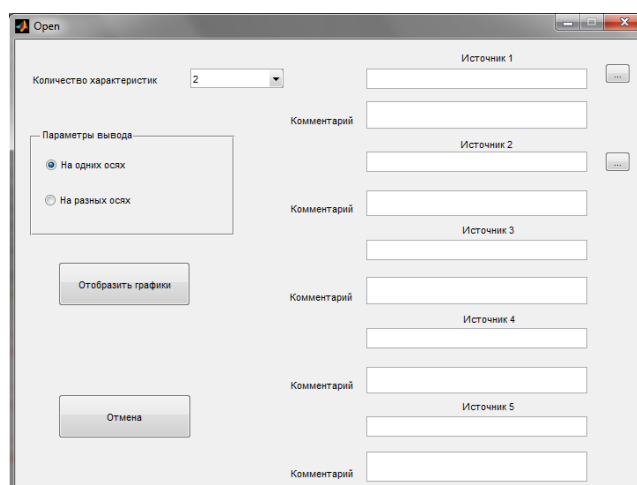 Open
Источник 1
Количество характеристик 2 ...
Комментарий
Параметры вывода
Источник 2
На одних осях ...
На разных осях
Комментарий
Источник 3
Отобразить графики
Комментарий
Источник 4
Комментарий
Источник 5
Отмена
Комментарий